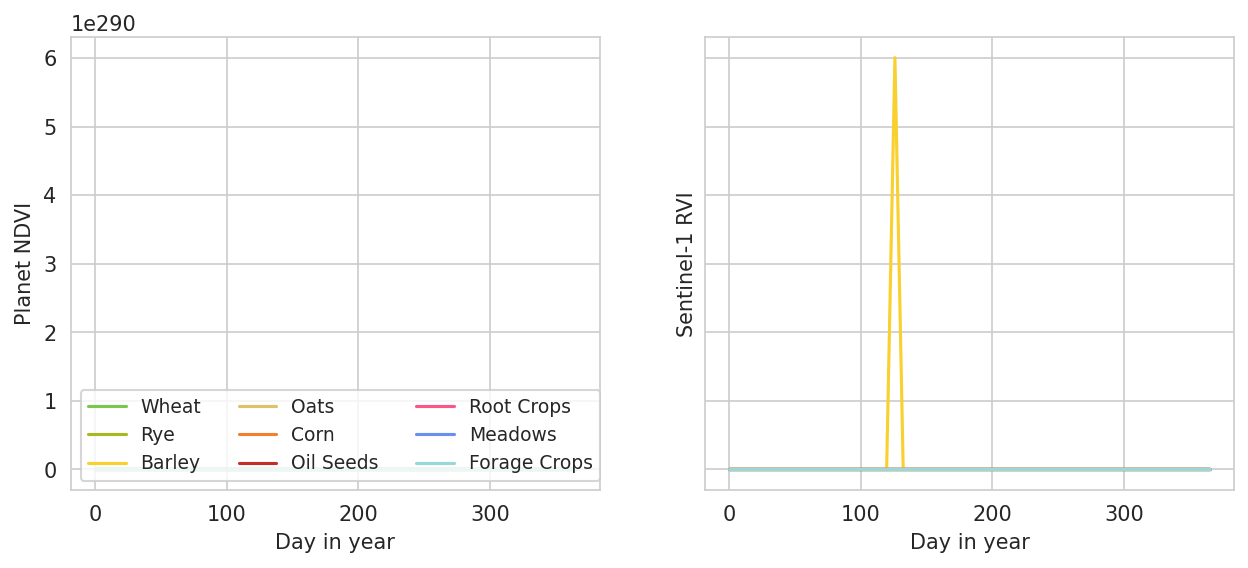 1e290
6
5
4
3
2
1
0
Planet NDVI
Wheat
Rye
Barley
Oats
Corn
Oil Seeds
Root Crops
Meadows
Forage Crops
0 100 200 300
Day in year
Sentinel-1 RVI
0 100 200 300
Day in year